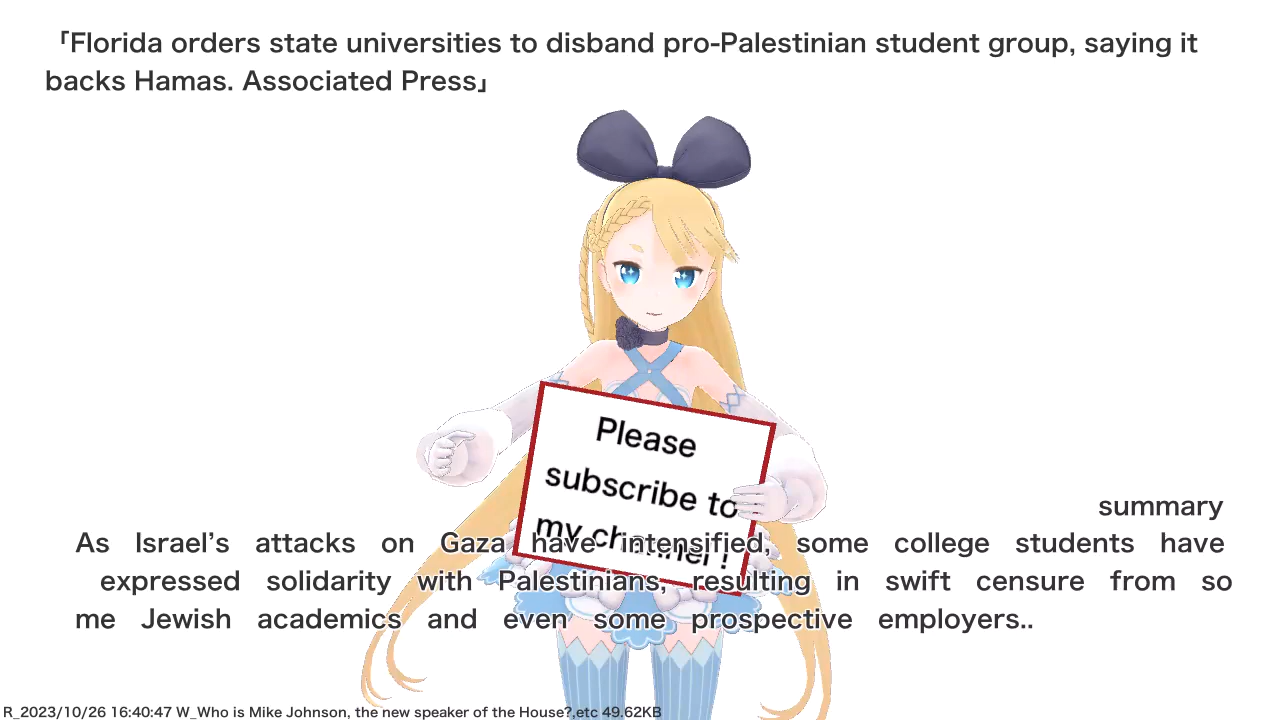 「Florida orders state universities to disband pro-Palestinian student group, saying it
backs Hamas. Associated Press」
Please
subscribe to
my channel !
summary
As Israel’s attacks on Gaza have intensified, some college students have
expressed solidarity with Palestinians, resulting in swift censure from so
me Jewish academics and even some prospective employers..
R_2023/10/26 16:40:47 W_Who is Mike Johnson, the new speaker of the House?,etc 49.62KB